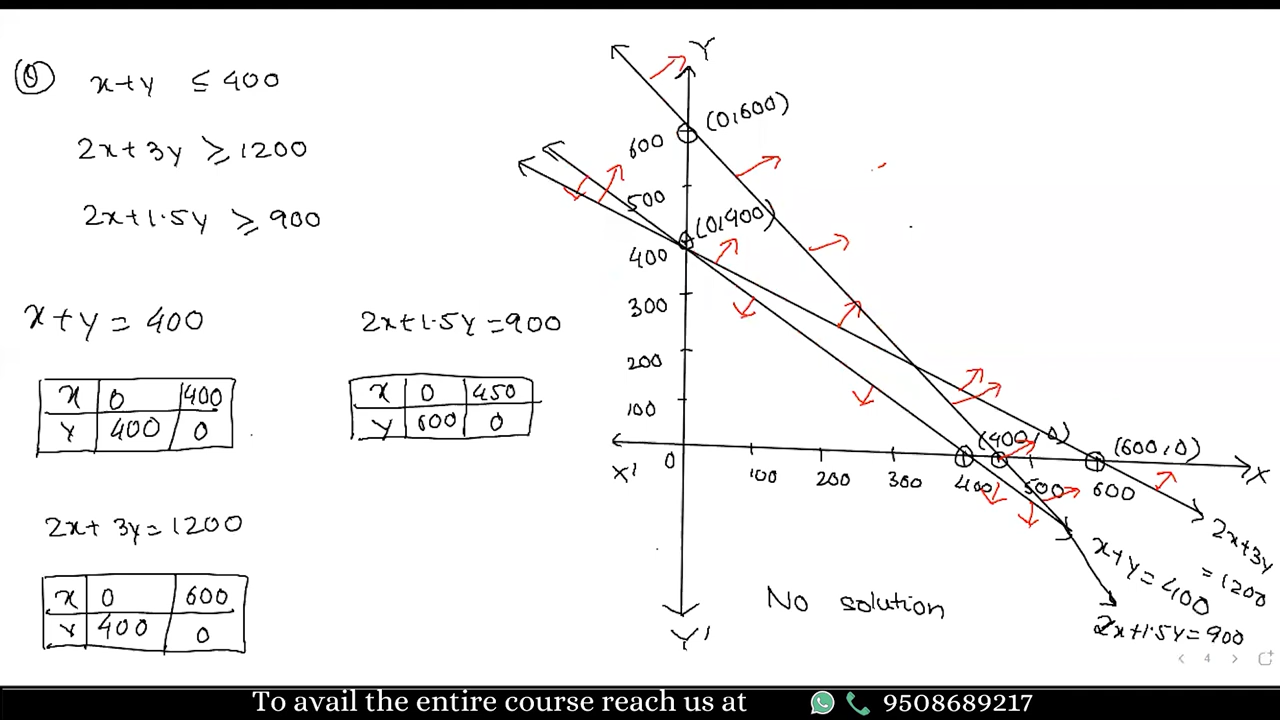 Q x+y ≤ 400
2x+3y ≥ 1200
2x+1.5y ≥ 900
x+y = 400
x 0 400
y 400 0
2x+1.5y = 900
x 0 450
y 600 0
2x+3y = 1200
x 0 600
y 400 0
Y
(0,600)
600
500
(0,400)
400
300
200
100
(400,0)
(600,0)
X'
0
100
200
300
400
500
600
X
2x+3y = 1200
x+y = 400
2x+1.5y = 900
No solution
Y'
< 4 >
To avail the entire course reach us at 9508689217